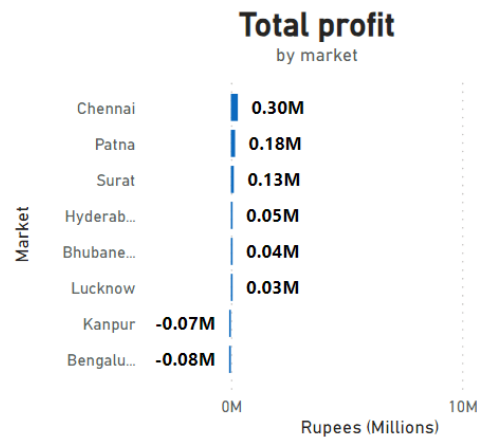 Total profit
by market
Market
Chennai 0.30M
Patna 0.18M
Surat 0.13M
Hyderab... 0.05M
Bhubane... 0.04M
Lucknow 0.03M
Kanpur -0.07M
Bengalu... -0.08M
0M 10M
Rupees (Millions)